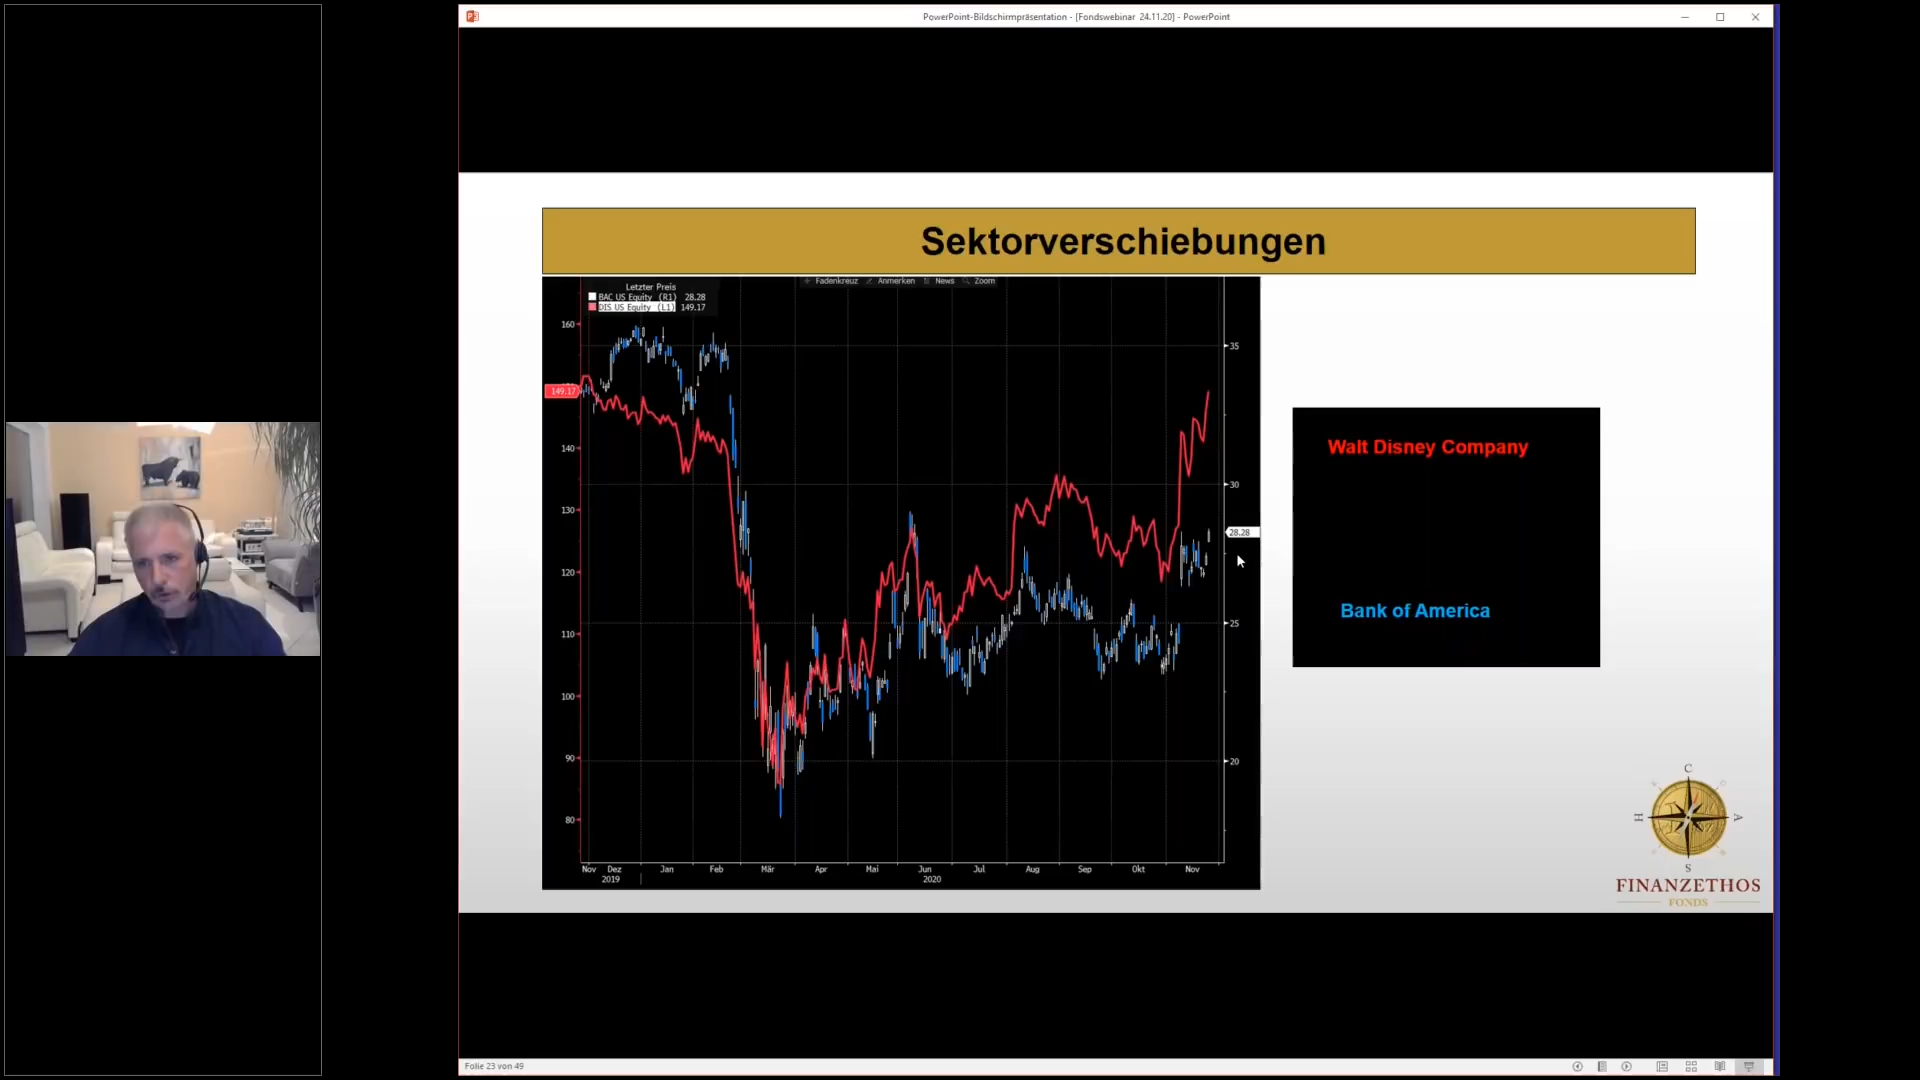 PowerPoint-Bildschirmpräsentation - [Fondswebinar 24.11.20] - PowerPoint
Sektorverschiebungen
Fadenkreuz Anmerken News Zoom
Letzter Preis
BAC US Equity (R1) 28.28
DIS US Equity (L1) 149.17
160
149.17
140
130
120
110
100
90
80
35
30
28.28
25
20
Nov Dez Jan Feb Mär Apr Mai Jun Jul Aug Sep Okt Nov
2019 2020
Walt Disney Company
Bank of America
C
H A
S
FINANZETHOS
FONDS
Folie 23 von 49